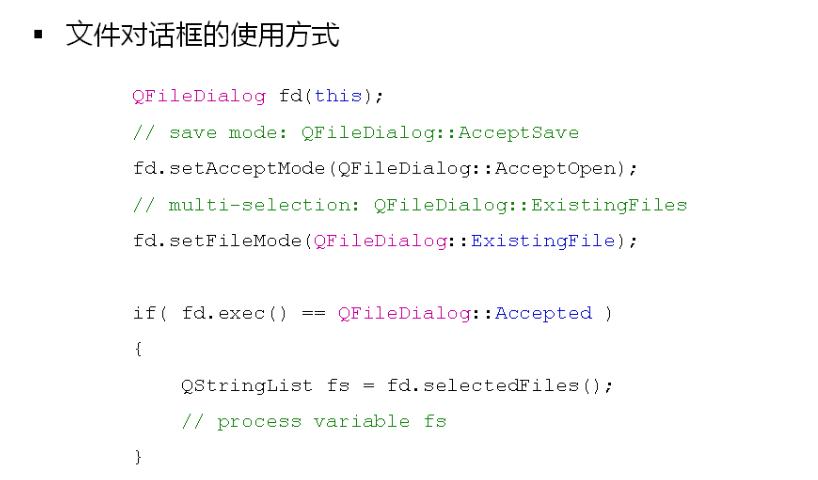 ▪ 文件对话框的使用方式
QFileDialog fd(this);
// save mode: QFileDialog::AcceptSave
fd.setAcceptMode(QFileDialog::AcceptOpen);
// multi-selection: QFileDialog::ExistingFiles
fd.setFileMode(QFileDialog::ExistingFile);
if( fd.exec() == QFileDialog::Accepted )
{
    QStringList fs = fd.selectedFiles();
    // process variable fs
}